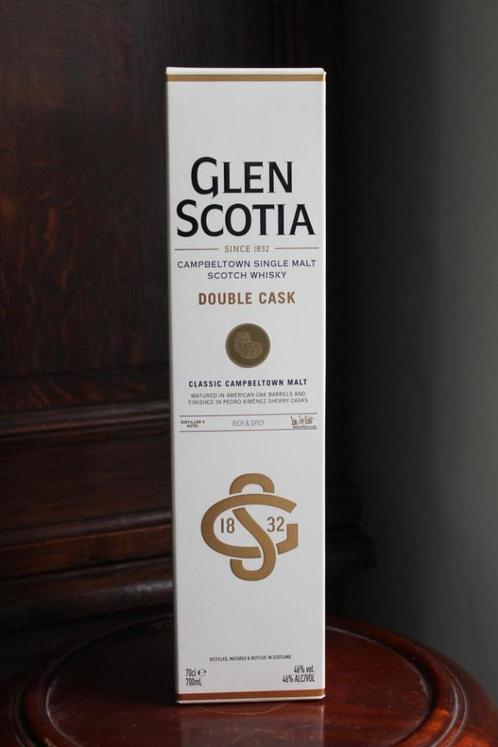 GLEN
SCOTIA
SINCE 1832
CAMPBELTOWN SINGLE MALT
SCOTCH WHISKY
DOUBLE CASK
CLASSIC CAMPBELTOWN MALT
MATURED IN AMERICAN OAK BARRELS AND
FINISHED IN PEDRO XIMÉNEZ SHERRY CASKS
DISTILLER'S
NOTE:
RICH & SPICY
18 32
DISTILLED, MATURED & BOTTLED IN SCOTLAND
70cl ℮ 46% vol.
700mL 46% ALC/VOL